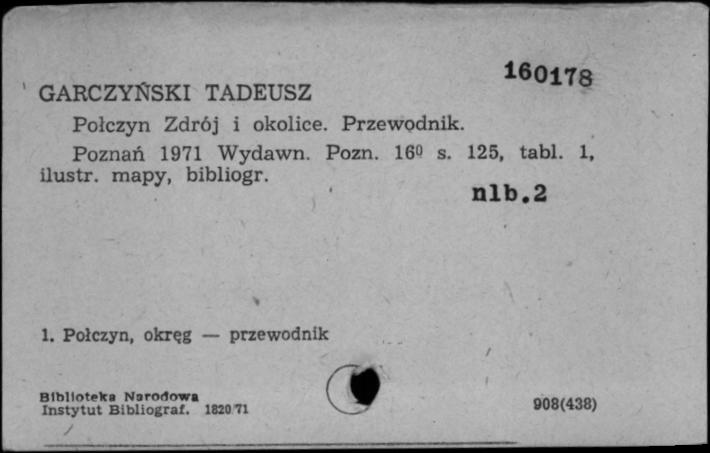 160178
GARCZYŃSKI TADEUSZ
Połczyn Zdrój i okolice. Przewodnik.
Poznań 1971 Wydawn. Pozn. 16º s. 125, tabl. 1,
ilustr. mapy, bibliogr.
nlb.2
1. Połczyn, okręg — przewodnik
Biblioteka Narodowa
Instytut Bibliograf. 1820/71
908(438)